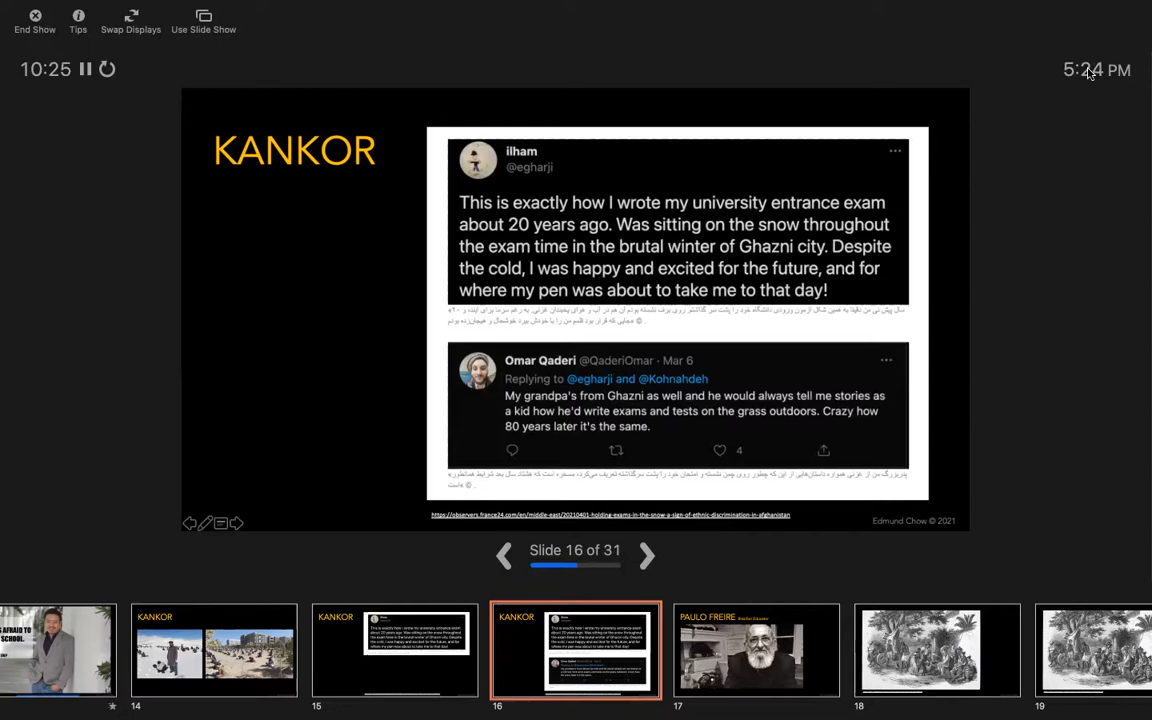 End Show
Tips
Swap Displays
Use Slide Show
10:25
5:24 PM
KANKOR
ilham
@egharji
This is exactly how I wrote my university entrance exam
about 20 years ago. Was sitting on the snow throughout
the exam time in the brutal winter of Ghazni city. Despite
the cold, I was happy and excited for the future, and for
where my pen was about to take me to that day!
Omar Qaderi @QaderiOmar · Mar 6
Replying to @egharji and @Kohnahdeh
My grandpa's from Ghazni as well and he would always tell me stories as
a kid how he'd write exams and tests on the grass outdoors. Crazy how
80 years later it's the same.
4
https://observers.france24.com/en/middle-east/20210401-holding-exams-in-the-snow-a-sign-of-ethnic-discrimination-in-afghanistan
Edmund Chow © 2021
Slide 16 of 31
S AFRAID TO
SCHOOL.
KANKOR
KANKOR
KANKOR
PAULO FREIRE
14
15
16
17
18
19